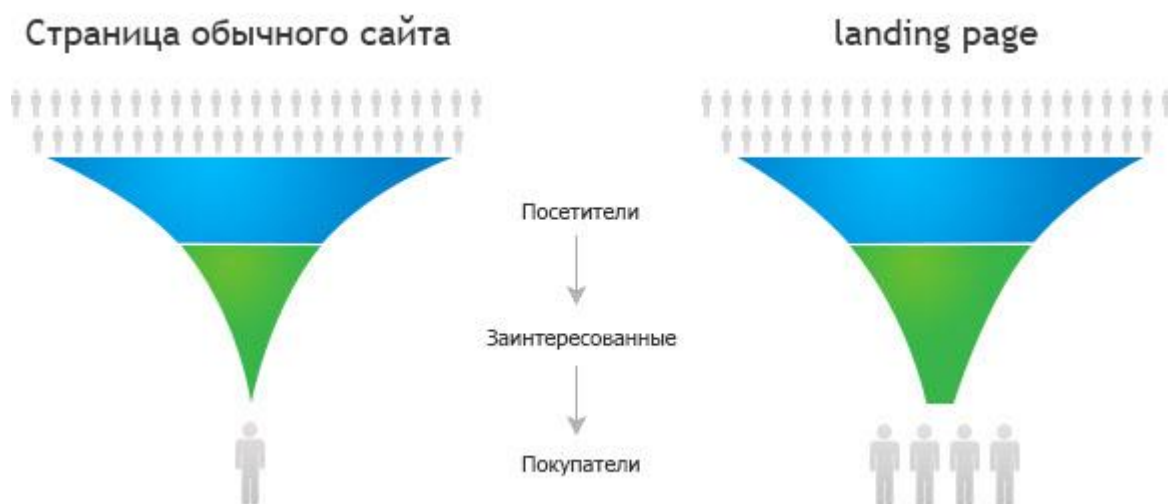 Страница обычного сайта
landing page
Посетители
Заинтересованные
Покупатели